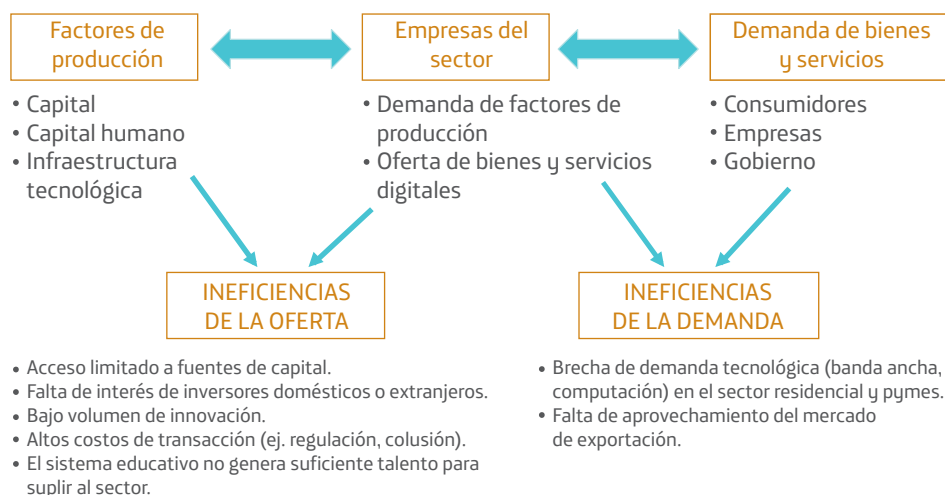 Factores de
producción
Empresas del
sector
Demanda de bienes
y servicios
• Capital
• Capital humano
• Infraestructura
tecnológica
• Demanda de factores de
producción
• Oferta de bienes y servicios
digitales
• Consumidores
• Empresas
• Gobierno
INEFICIENCIAS
DE LA OFERTA
INEFICIENCIAS
DE LA DEMANDA
• Acceso limitado a fuentes de capital.
• Falta de interés de inversores domésticos o extranjeros.
• Bajo volumen de innovación.
• Altos costos de transacción (ej. regulación, colusión).
• El sistema educativo no genera suficiente talento para
suplir al sector.
• Brecha de demanda tecnológica (banda ancha,
computación) en el sector residencial y pymes.
• Falta de aprovechamiento del mercado
de exportación.